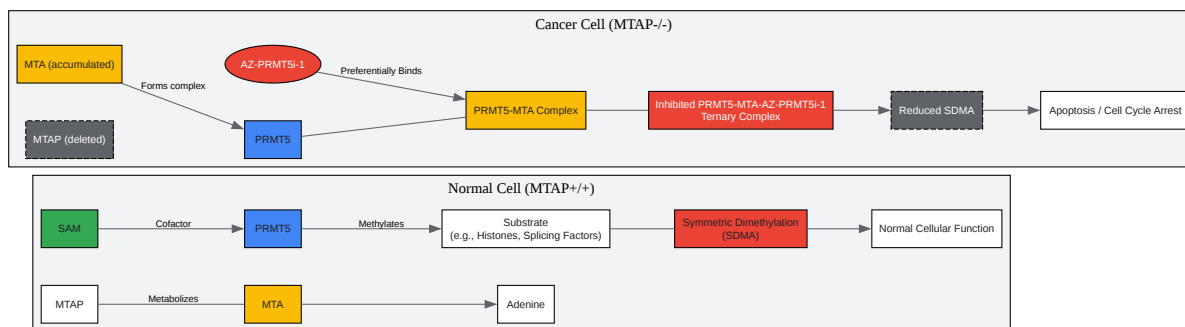 Cancer Cell (MTAP-/-)
MTA (accumulated)
AZ-PRMT5i-1
Preferentially Binds
Forms complex
PRMT5-MTA Complex
Inhibited PRMT5-MTA-AZ-PRMT5i-1
Ternary Complex
Reduced SDMA
Apoptosis / Cell Cycle Arrest
MTAP (deleted)
PRMT5
Normal Cell (MTAP+/+)
SAM
Cofactor
PRMT5
Methylates
Substrate
(e.g., Histones, Splicing Factors)
Symmetric Dimethylation
(SDMA)
Normal Cellular Function
MTAP
Metabolizes
MTA
Adenine